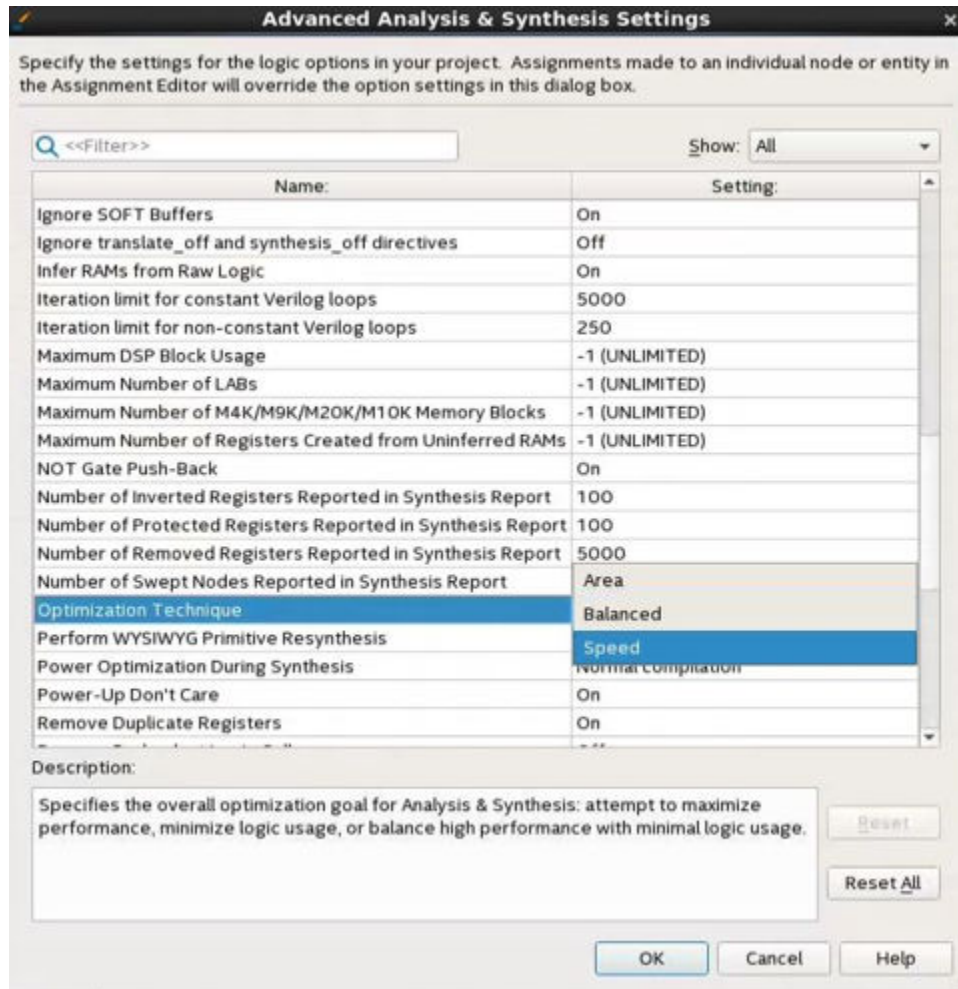 Advanced Analysis & Synthesis Settings
Specify the settings for the logic options in your project. Assignments made to an individual node or entity in
the Assignment Editor will override the option settings in this dialog box.
<<Filter>>
Show: All
Name: Setting:
Ignore SOFT Buffers On
Ignore translate_off and synthesis_off directives Off
Infer RAMs from Raw Logic On
Iteration limit for constant Verilog loops 5000
Iteration limit for non-constant Verilog loops 250
Maximum DSP Block Usage -1 (UNLIMITED)
Maximum Number of LABs -1 (UNLIMITED)
Maximum Number of M4K/M9K/M20K/M10K Memory Blocks -1 (UNLIMITED)
Maximum Number of Registers Created from Uninferred RAMs -1 (UNLIMITED)
NOT Gate Push-Back On
Number of Inverted Registers Reported in Synthesis Report 100
Number of Protected Registers Reported in Synthesis Report 100
Number of Removed Registers Reported in Synthesis Report 5000
Number of Swept Nodes Reported in Synthesis Report Area
Optimization Technique Balanced
Perform WYSIWYG Primitive Resynthesis Speed
Power Optimization During Synthesis Normal compilation
Power-Up Don't Care On
Remove Duplicate Registers On
Description:
Specifies the overall optimization goal for Analysis & Synthesis: attempt to maximize
performance, minimize logic usage, or balance high performance with minimal logic usage.
Reset
Reset All
OK Cancel Help